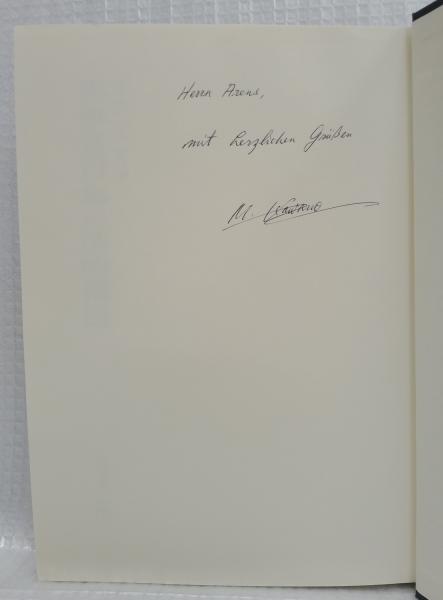 Herrn Arens,
mit herzlichen Grüßen
M.